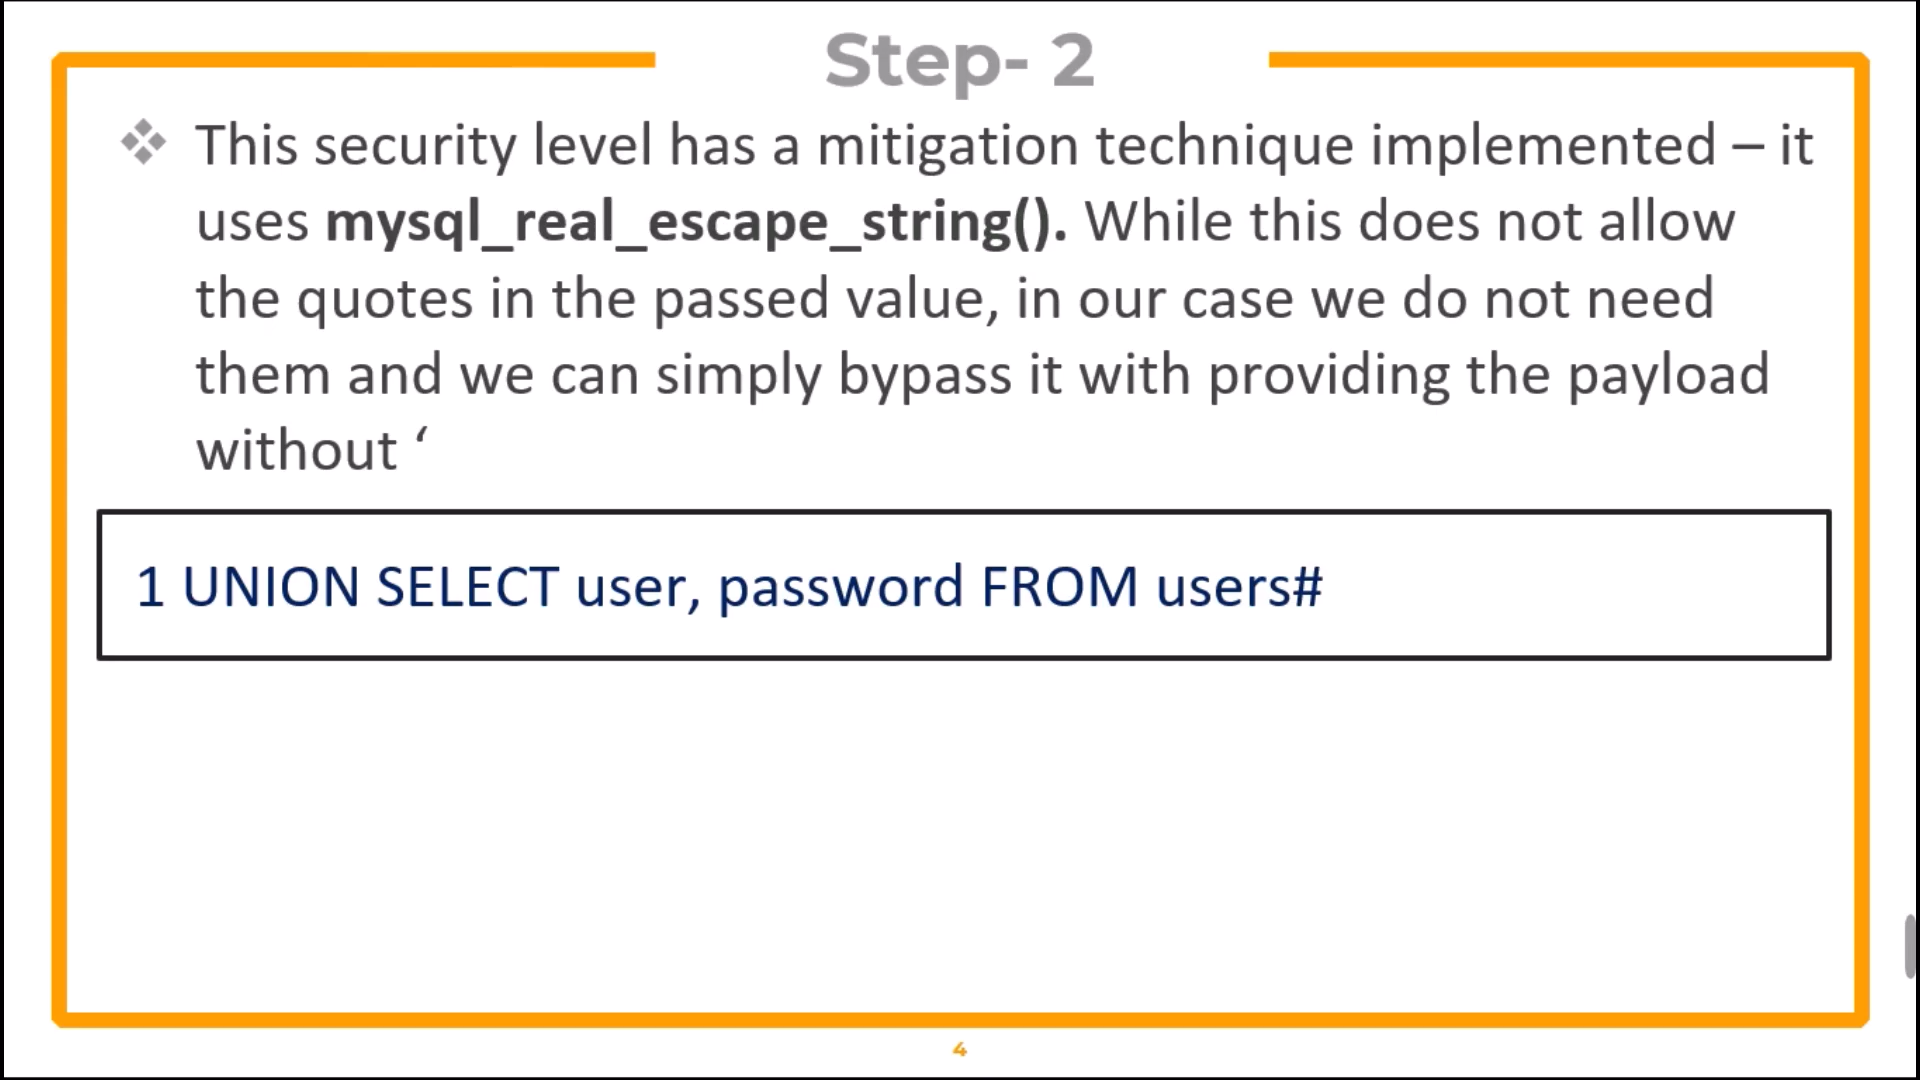 Step- 2
This security level has a mitigation technique implemented – it
uses mysql_real_escape_string(). While this does not allow
the quotes in the passed value, in our case we do not need
them and we can simply bypass it with providing the payload
without ‘
1 UNION SELECT user, password FROM users#
4